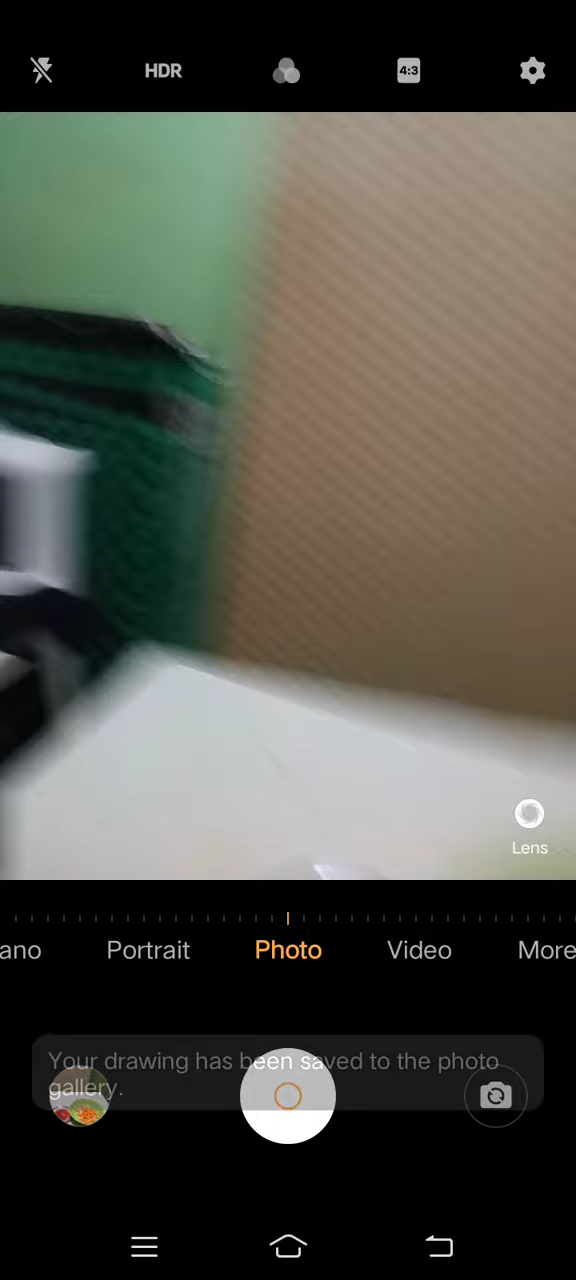 HDR
4:3
Lens
ano
Portrait
Photo
Video
More
Your drawing has been saved to the photo
gallery.